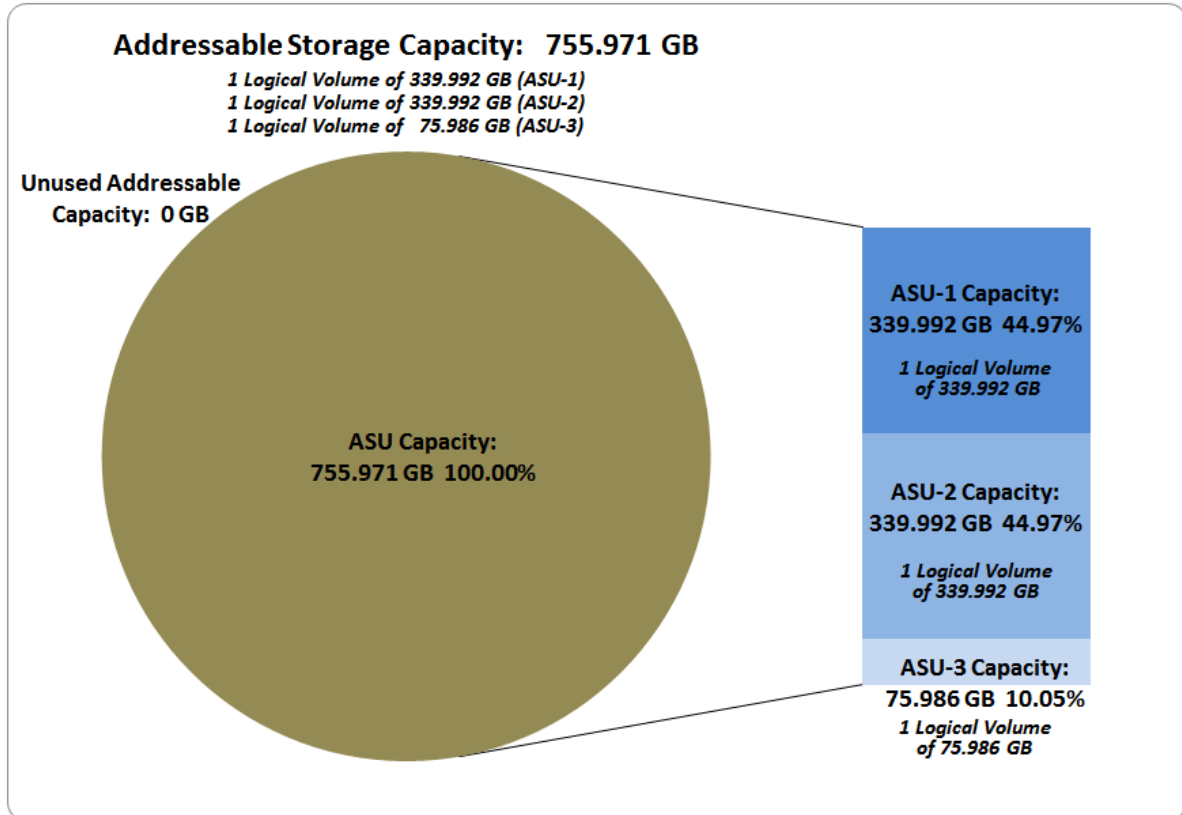 Addressable Storage Capacity: 755.971 GB
1 Logical Volume of 339.992 GB (ASU-1)
1 Logical Volume of 339.992 GB (ASU-2)
1 Logical Volume of 75.986 GB (ASU-3)
Unused Addressable
Capacity: 0 GB
ASU Capacity:
755.971 GB 100.00%
ASU-1 Capacity:
339.992 GB 44.97%
1 Logical Volume
of 339.992 GB
ASU-2 Capacity:
339.992 GB 44.97%
1 Logical Volume
of 339.992 GB
ASU-3 Capacity:
75.986 GB 10.05%
1 Logical Volume
of 75.986 GB